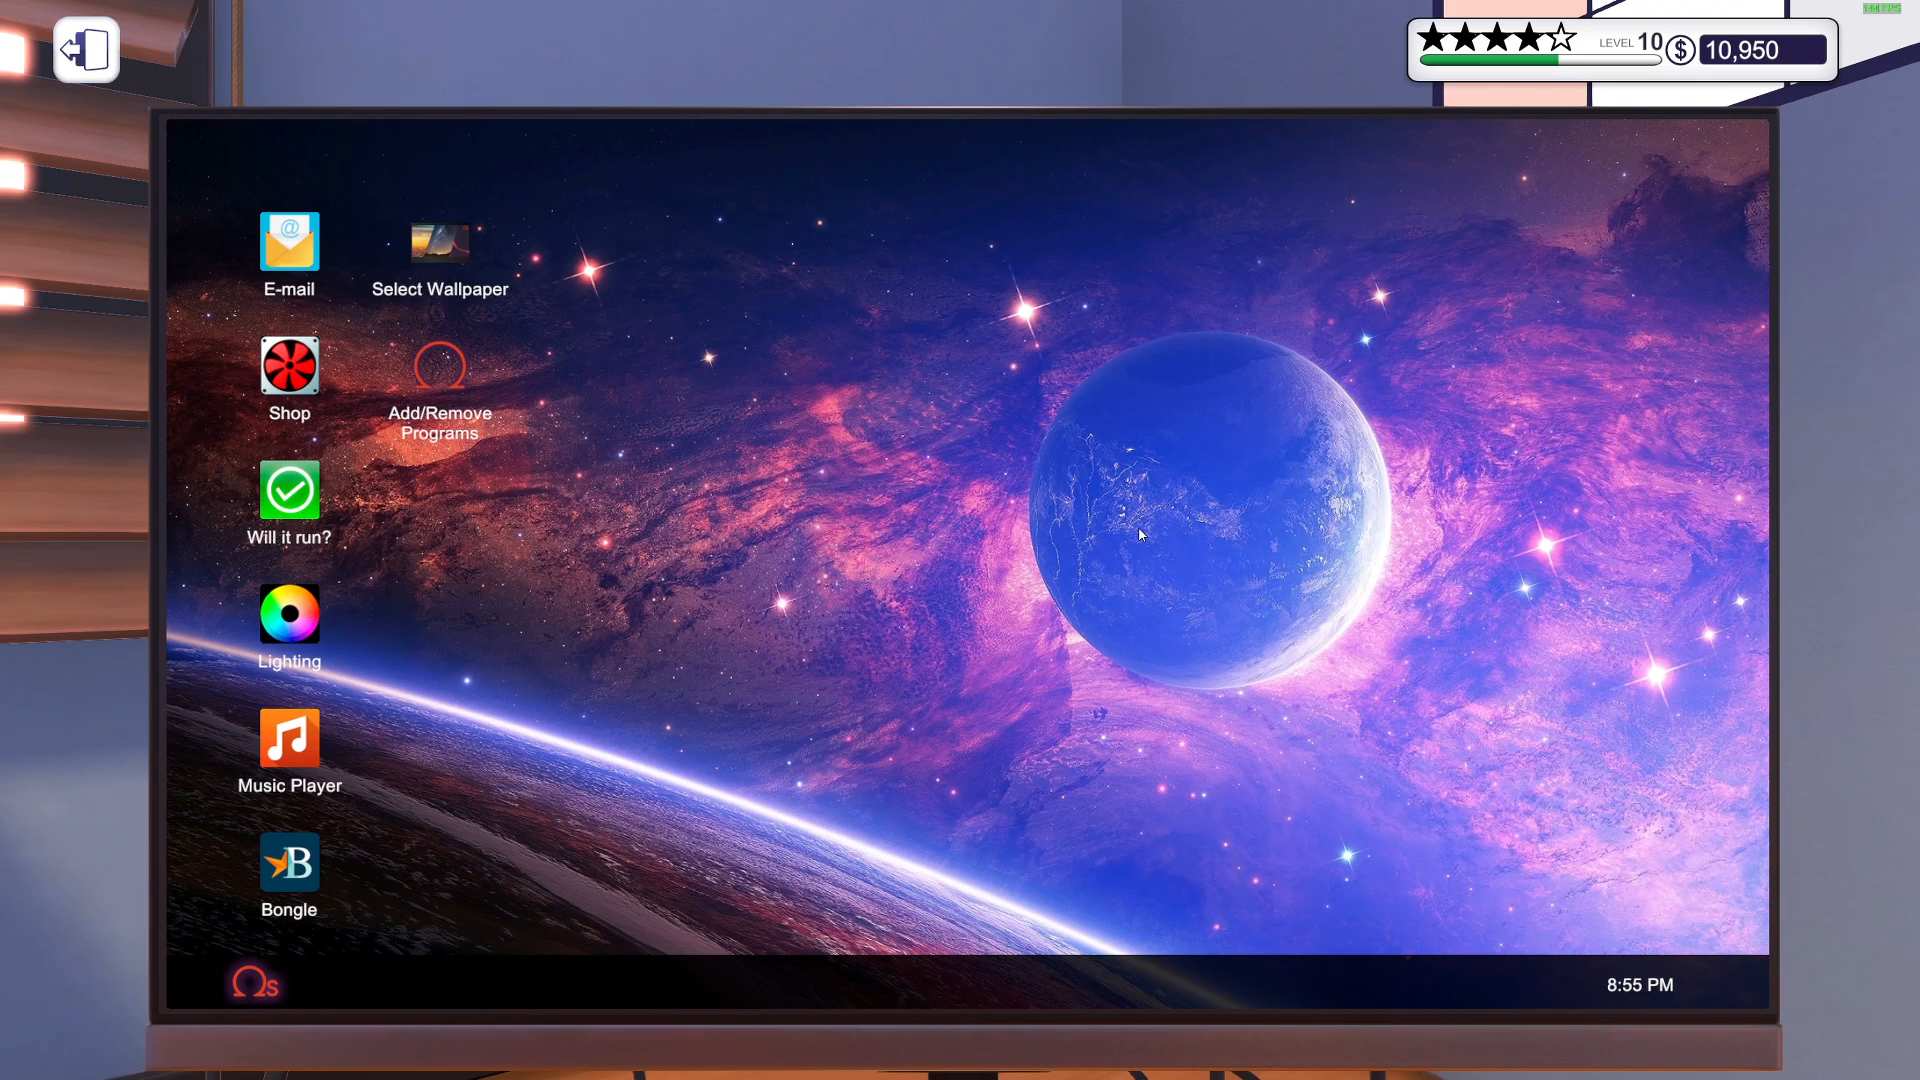 LEVEL 10
$ 10,950
E-mail
Select Wallpaper
Shop
Add/Remove
Programs
Will it run?
Lighting
Music Player
B
Bongle
Ωs
8:55 PM